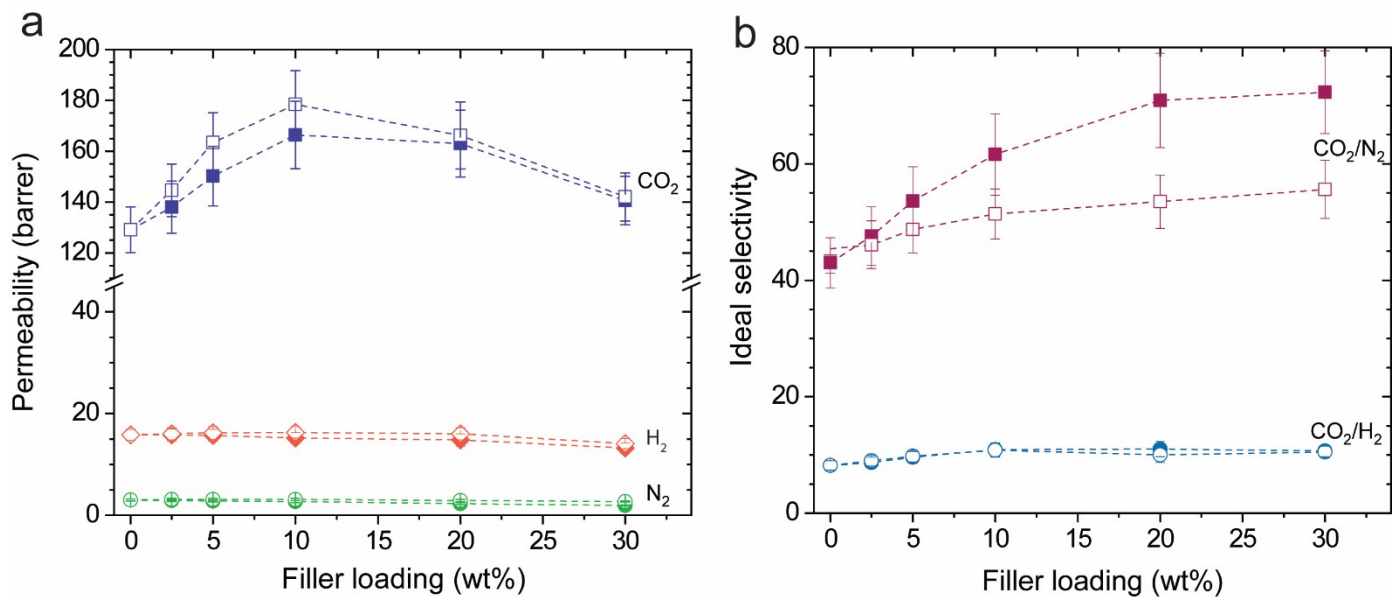 a
200
180
160
140
120
40
20
0
Permeability (barrer)
CO₂
H₂
N₂
0 5 10 15 20 25 30
Filler loading (wt%)
b
80
60
40
20
0
Ideal selectivity
CO₂/N₂
CO₂/H₂
0 5 10 15 20 25 30
Filler loading (wt%)